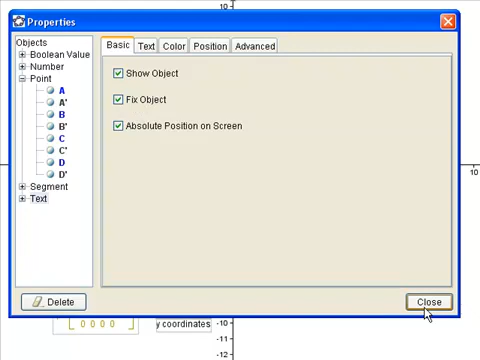 10
Properties
Objects
Boolean Value
Number
Point
A
A'
B
B'
C
C'
D
D'
Segment
Text
Basic Text Color Position Advanced
Show Object
Fix Object
Absolute Position on Screen
10
Delete
Close
0 0 0 0
y coordinates
-10
-11
-12